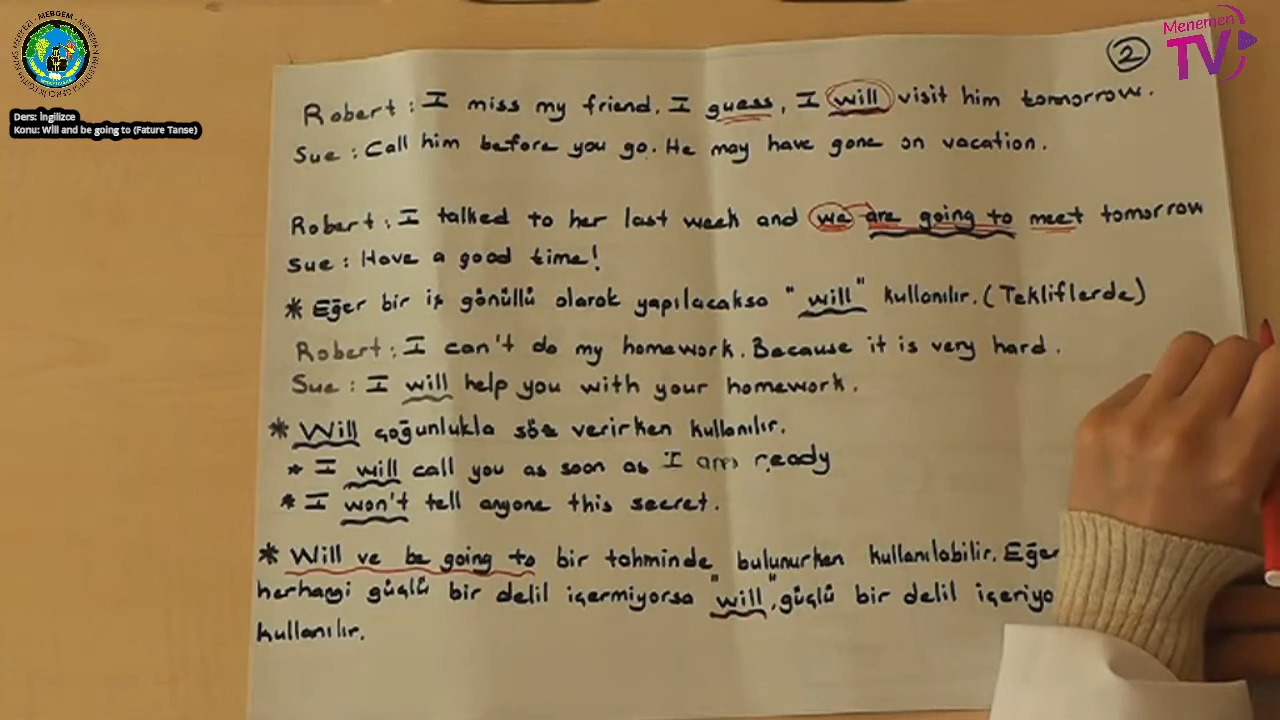 MEBGEM
Menemen
TV
2
Ders: İngilizce
Konu: Will and be going to (Fature Tanse)
Robert: I miss my friend. I guess, I will visit him tomorrow.
Sue: Call him before you go. He may have gone on vacation.
Robert: I talked to her last week and we are going to meet tomorrow
Sue: Have a good time!
* Eğer bir iş gönüllü olarak yapılacaksa "will" kullanılır. (Tekliflerde)
Robert: I can't do my homework. Because it is very hard.
Sue: I will help you with your homework.
* Will çoğunlukla söz verirken kullanılır.
* I will call you as soon as I am ready
* I won't tell anyone this secret.
* Will ve be going to bir tahminde bulunurken kullanılabilir. Eğer
herhangi güçlü bir delil içermiyorsa "will", güçlü bir delil içeriyo
kullanılır.